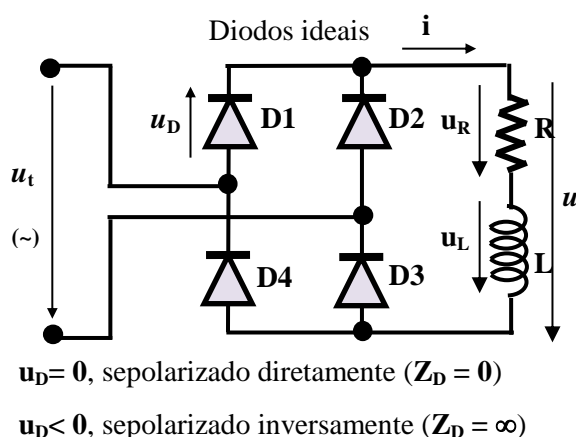 Diodos ideais
i
u_D
D1
D2
u_R
R
u_t
(~)
u
u_L
L
D4
D3
u_D= 0, sepolarizado diretamente (Z_D = 0)
u_D< 0, sepolarizado inversamente (Z_D = ∞)